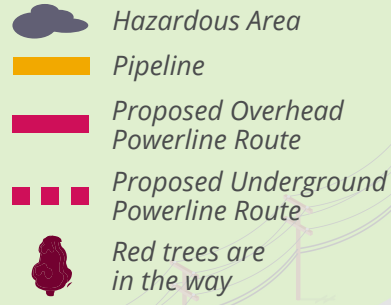 Hazardous Area
Pipeline
Proposed Overhead
Powerline Route
Proposed Underground
Powerline Route
Red trees are
in the way